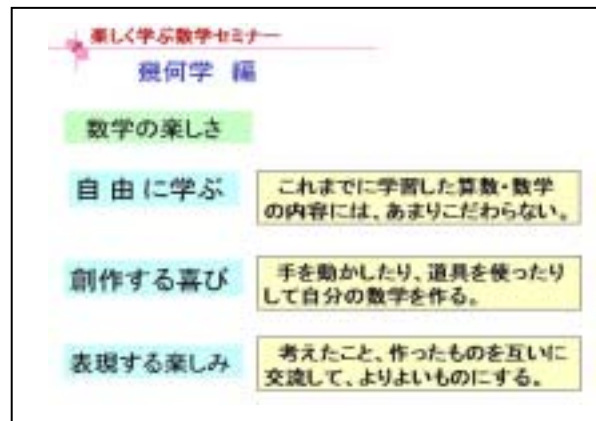 楽しく学ぶ数学セミナー
幾何学 編
数学の楽しさ
自由に学ぶ
これまでに学習した算数・数学
の内容には、あまりこだわらない。
創作する喜び
手を動かしたり、道具を使ったり
して自分の数学を作る。
表現する楽しみ
考えたこと、作ったものを互いに
交流して、よりよいものにする。